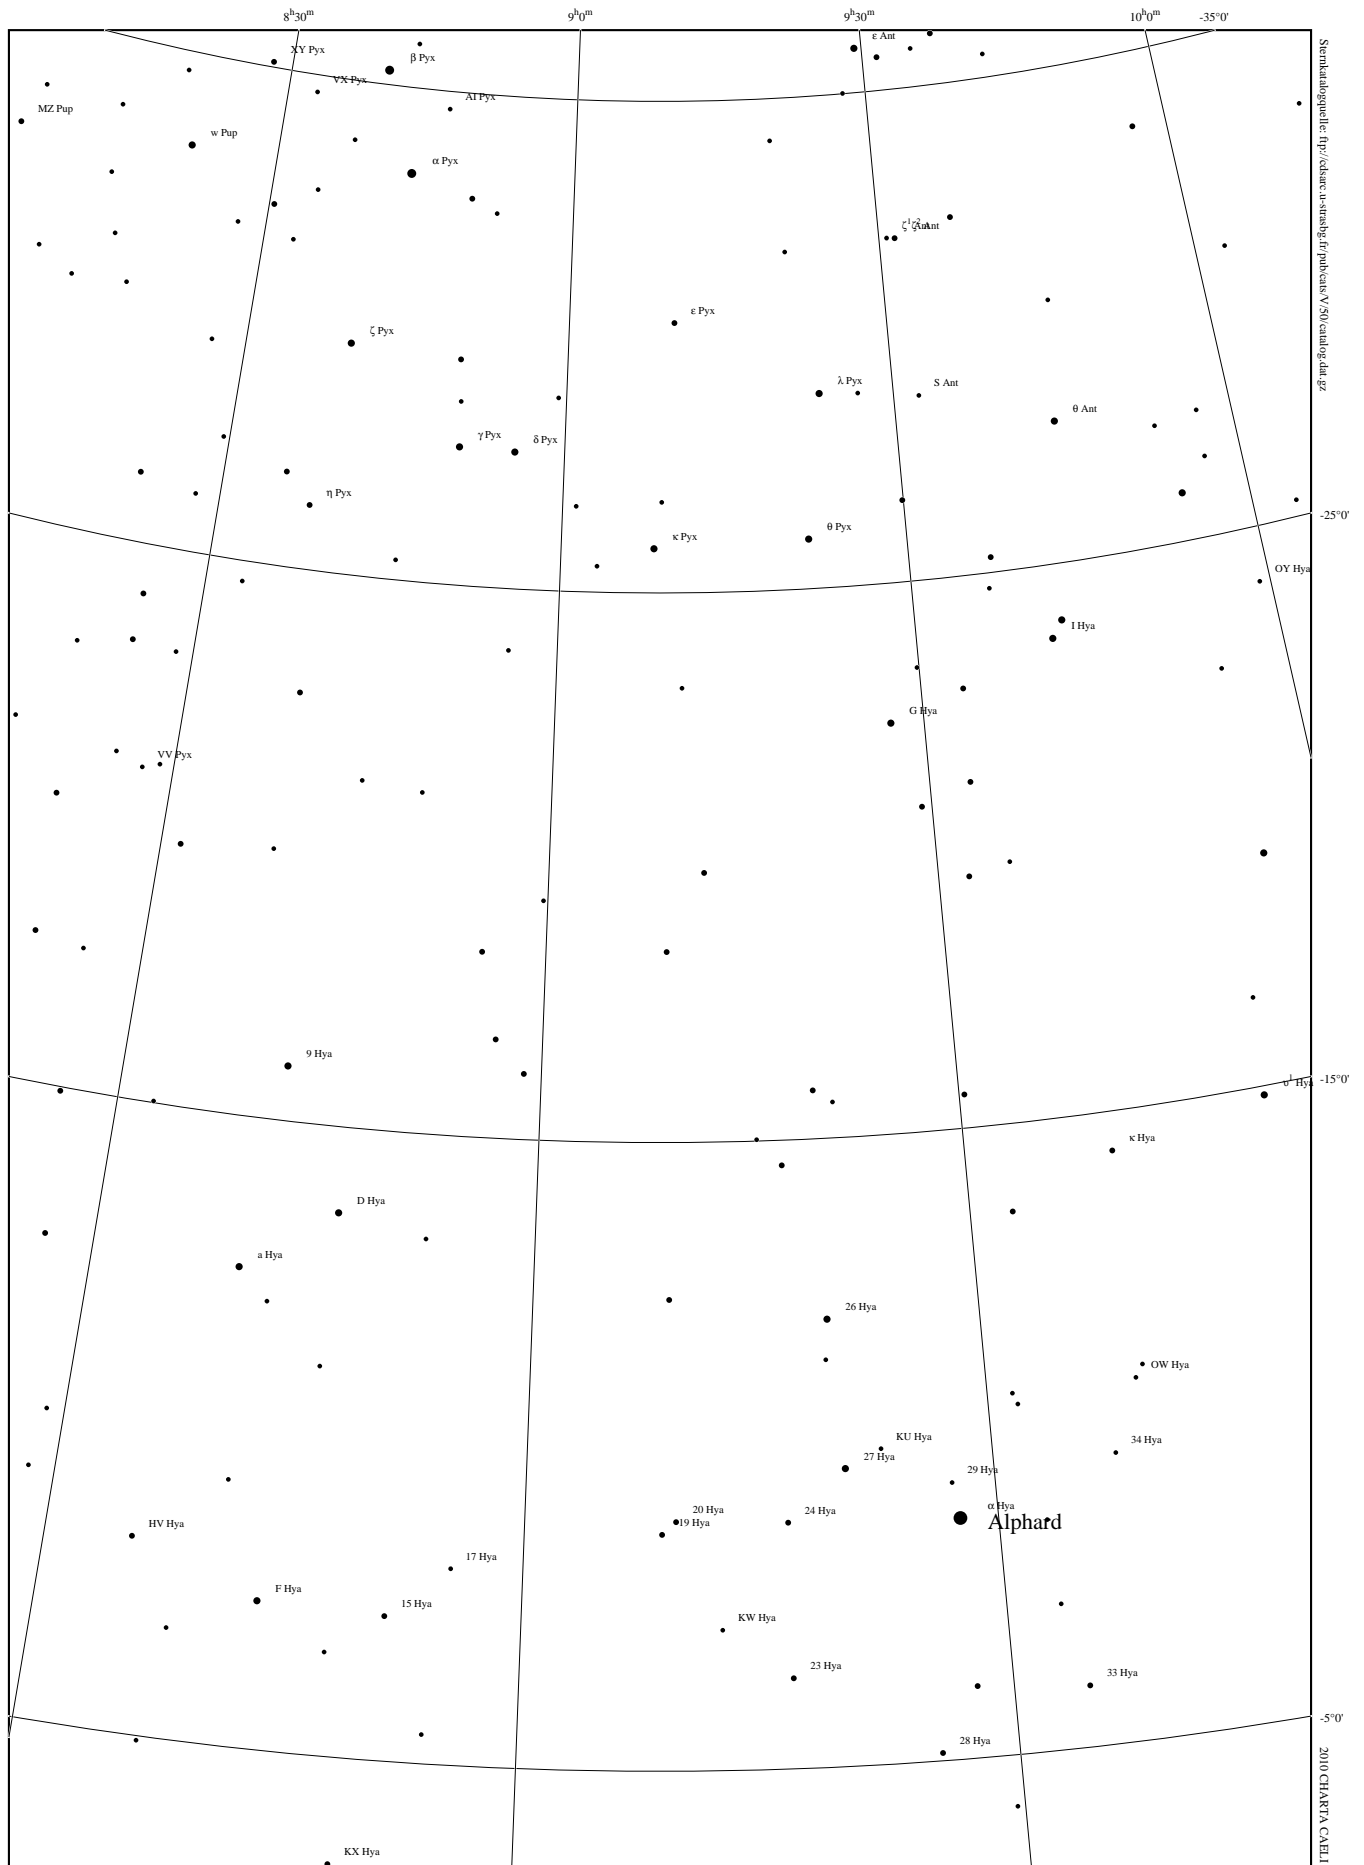 8h30m
9h0m
9h30m
10h0m
-35°0'
XY Pyx
β Pyx
ε Ant
VX Pyx
AI Pyx
MZ Pup
w Pup
α Pyx
ζ1 Ant
ζ2 Ant
ε Pyx
ζ Pyx
λ Pyx
S Ant
θ Ant
γ Pyx
δ Pyx
η Pyx
-25°0'
θ Pyx
κ Pyx
OY Hya
I Hya
G Hya
VV Pyx
9 Hya
-15°0'
υ1 Hya
κ Hya
D Hya
a Hya
26 Hya
OW Hya
KU Hya
34 Hya
27 Hya
29 Hya
α Hya
Alphard
20 Hya
24 Hya
19 Hya
HV Hya
17 Hya
F Hya
15 Hya
KW Hya
23 Hya
33 Hya
-5°0'
28 Hya
KX Hya
Sternkatalogquelle: ftp://cdsarc.u-strasbg.fr/pub/cats/V/50/catalog.dat.gz
2010 CHARTA CAELI